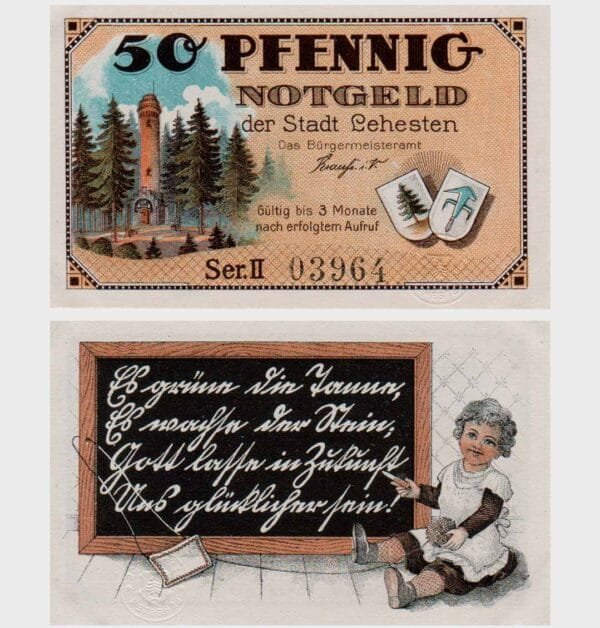 50 PFENNIG
NOTGELD
der Stadt Lehesten
Das Bürgermeisteramt
Gültig bis 3 Monate
nach erfolgtem Aufruf
Ser. II 03964
Es grüne die Tanne,
Es wachse der Stein,
Gott lasse in Zukunft
Uns glücklicher sein!